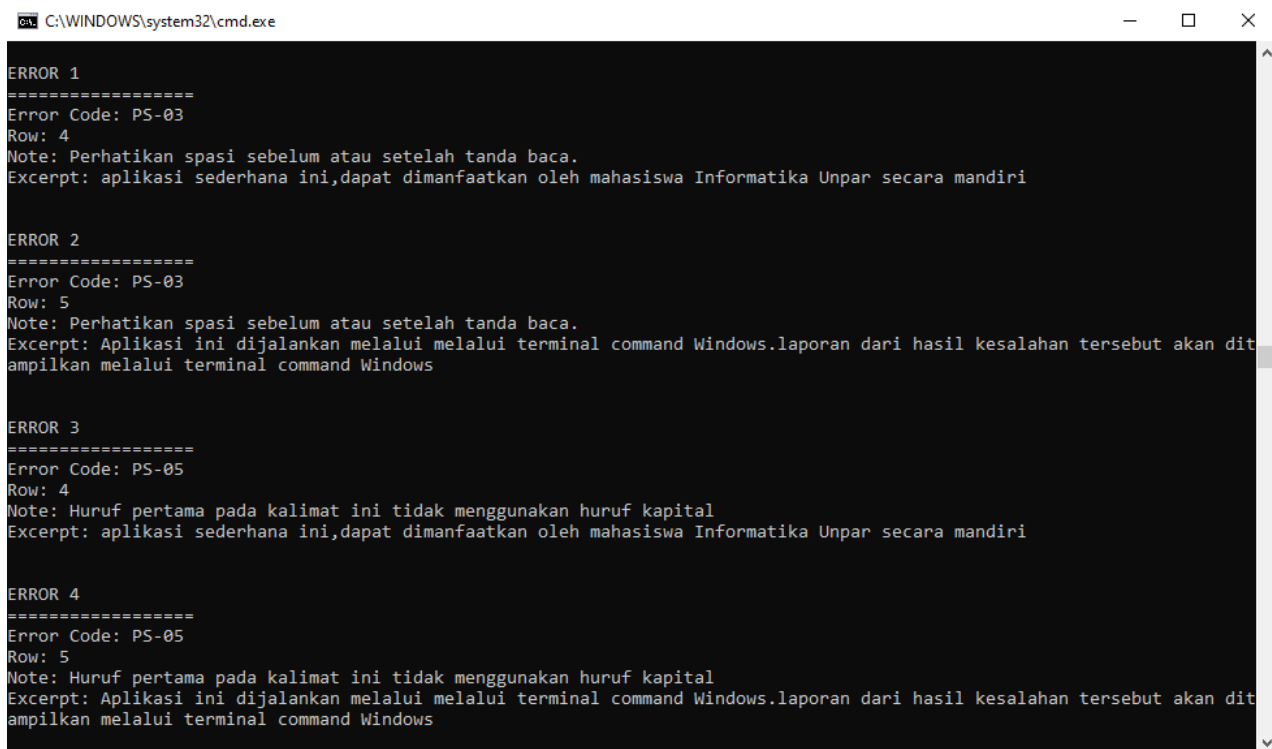 C:\WINDOWS\system32\cmd.exe
ERROR 1
==================
Error Code: PS-03
Row: 4
Note: Perhatikan spasi sebelum atau setelah tanda baca.
Excerpt: aplikasi sederhana ini,dapat dimanfaatkan oleh mahasiswa Informatika Unpar secara mandiri
ERROR 2
==================
Error Code: PS-03
Row: 5
Note: Perhatikan spasi sebelum atau setelah tanda baca.
Excerpt: Aplikasi ini dijalankan melalui melalui terminal command Windows.laporan dari hasil kesalahan tersebut akan dit
ampilkan melalui terminal command Windows
ERROR 3
==================
Error Code: PS-05
Row: 4
Note: Huruf pertama pada kalimat ini tidak menggunakan huruf kapital
Excerpt: aplikasi sederhana ini,dapat dimanfaatkan oleh mahasiswa Informatika Unpar secara mandiri
ERROR 4
==================
Error Code: PS-05
Row: 5
Note: Huruf pertama pada kalimat ini tidak menggunakan huruf kapital
Excerpt: Aplikasi ini dijalankan melalui melalui terminal command Windows.laporan dari hasil kesalahan tersebut akan dit
ampilkan melalui terminal command Windows